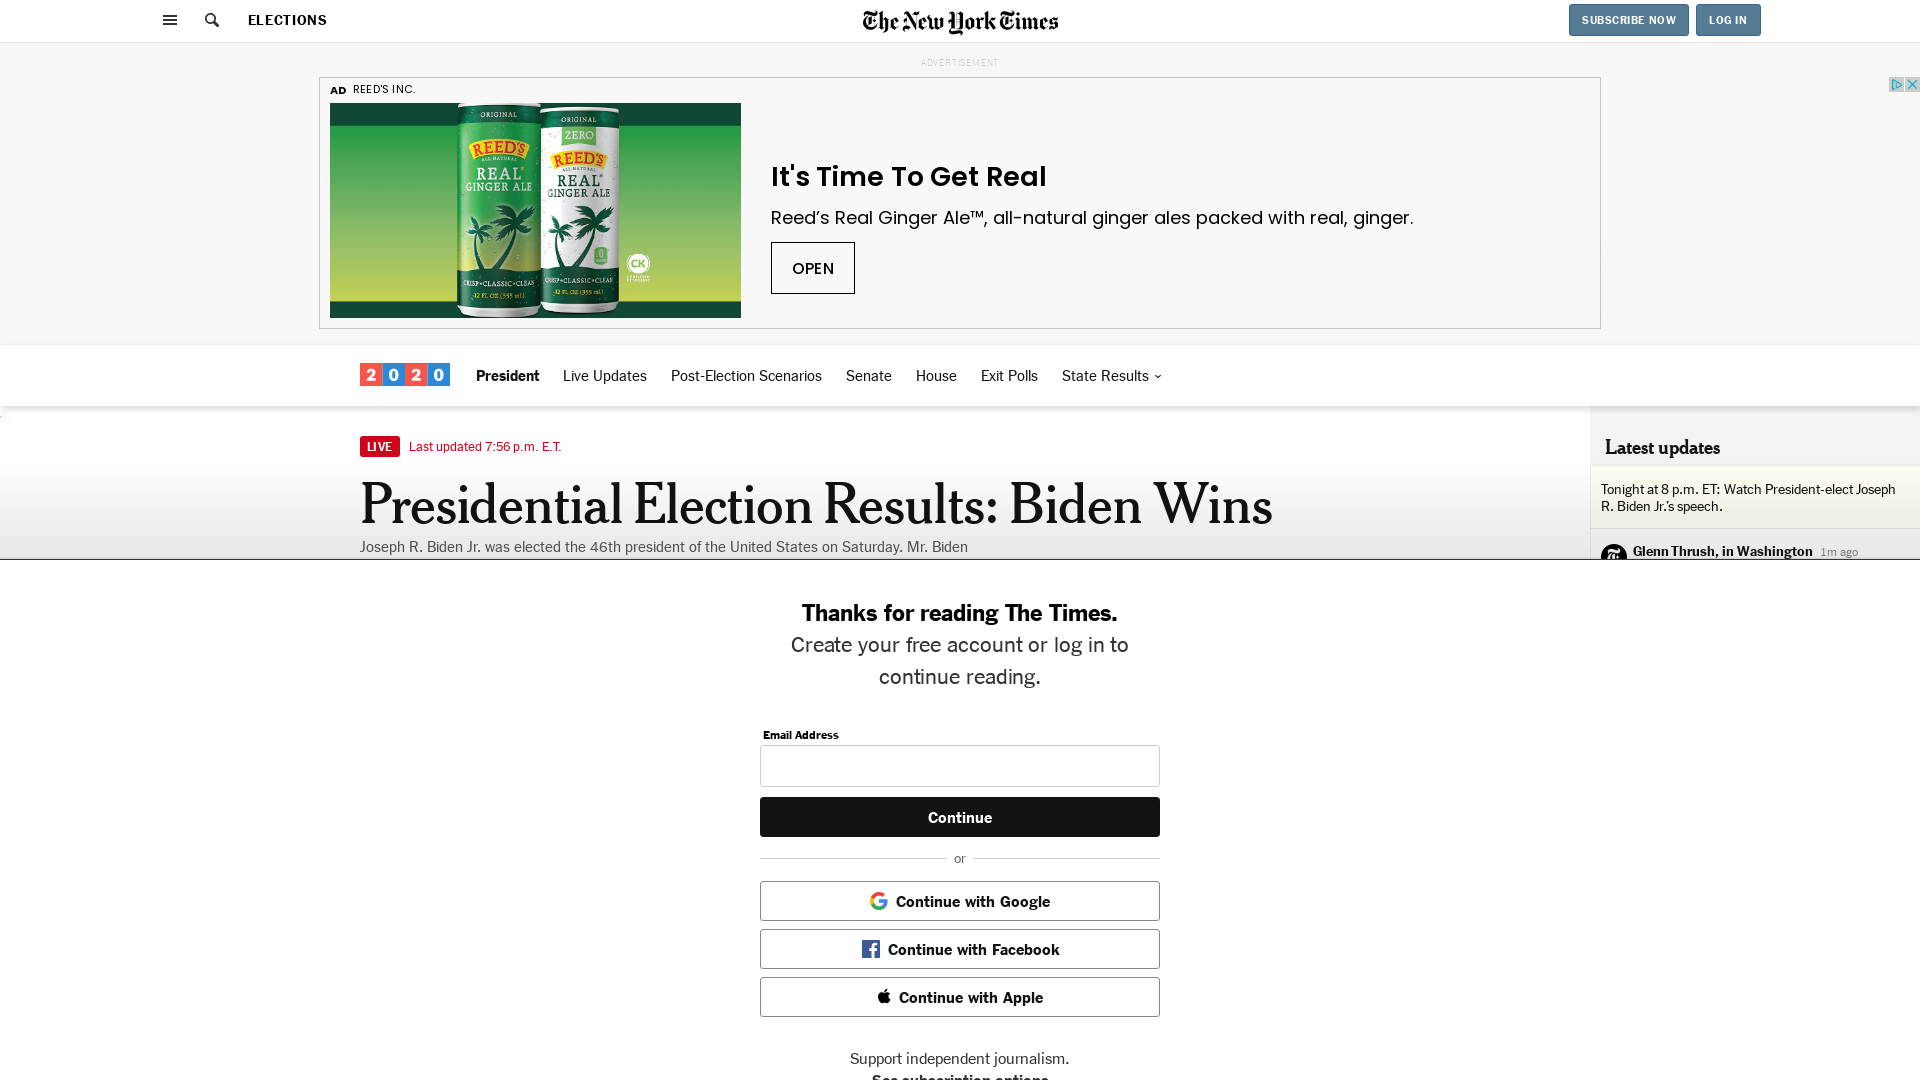 ELECTIONS
The New York Times
SUBSCRIBE NOW
LOG IN
ADVERTISEMENT
AD REED'S INC.
ORIGINAL
REED'S
ALL-NATURAL
REAL
GINGER ALE
CRISP•CLASSIC•CLEAN
12 FL OZ (355 mL)
ORIGINAL
ZERO
REED'S
ALL-NATURAL
REAL
GINGER ALE
CRISP•CLASSIC•CLEAN
12 FL OZ (355 mL)
CK
It's Time To Get Real
Reed’s Real Ginger Ale™, all-natural ginger ales packed with real, ginger.
OPEN
2020
President
Live Updates
Post-Election Scenarios
Senate
House
Exit Polls
State Results
LIVE Last updated 7:56 p.m. E.T.
Presidential Election Results: Biden Wins
Joseph R. Biden Jr. was elected the 46th president of the United States on Saturday. Mr. Biden
Latest updates
Tonight at 8 p.m. ET: Watch President-elect Joseph
R. Biden Jr.’s speech.
Glenn Thrush, in Washington 1m ago
Thanks for reading The Times.
Create your free account or log in to
continue reading.
Email Address
Continue
or
Continue with Google
Continue with Facebook
Continue with Apple
Support independent journalism.
See subscription options